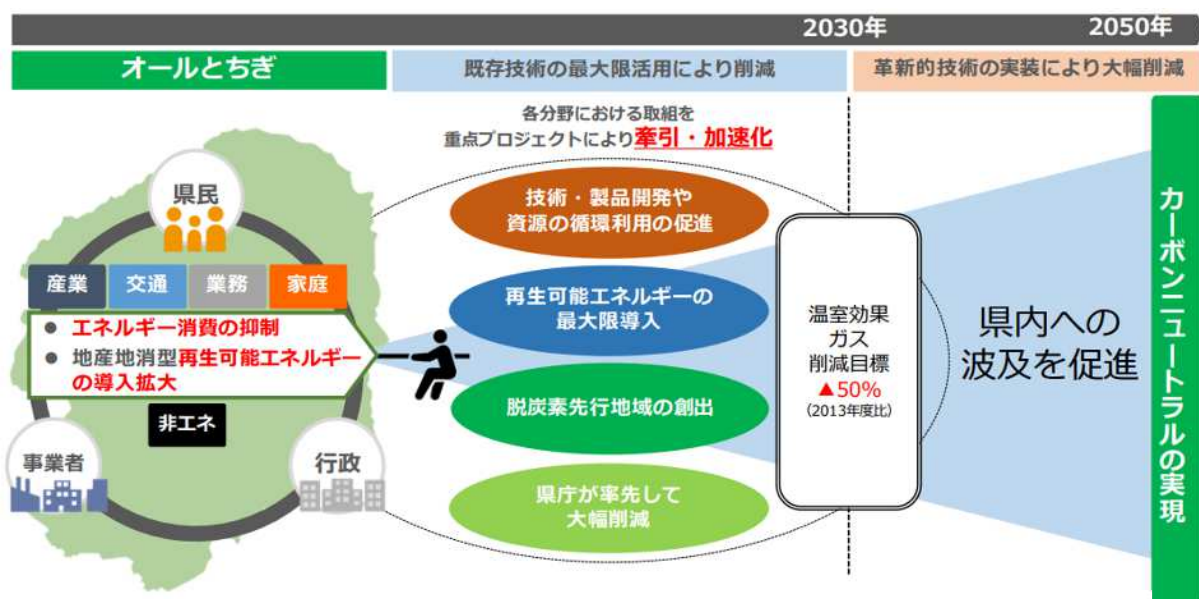 2030年
2050年
オールとちぎ
既存技術の最大限活用により削減
革新的技術の実装により大幅削減
各分野における取組を
重点プロジェクトにより牽引・加速化
県民
産業
交通
業務
家庭
● エネルギー消費の抑制
● 地産地消型再生可能エネルギー
の導入拡大
非エネ
事業者
行政
技術・製品開発や
資源の循環利用の促進
再生可能エネルギーの
最大限導入
脱炭素先行地域の創出
県庁が率先して
大幅削減
温室効果
ガス
削減目標
▲50%
(2013年度比)
県内への
波及を促進
カーボンニュートラルの実現